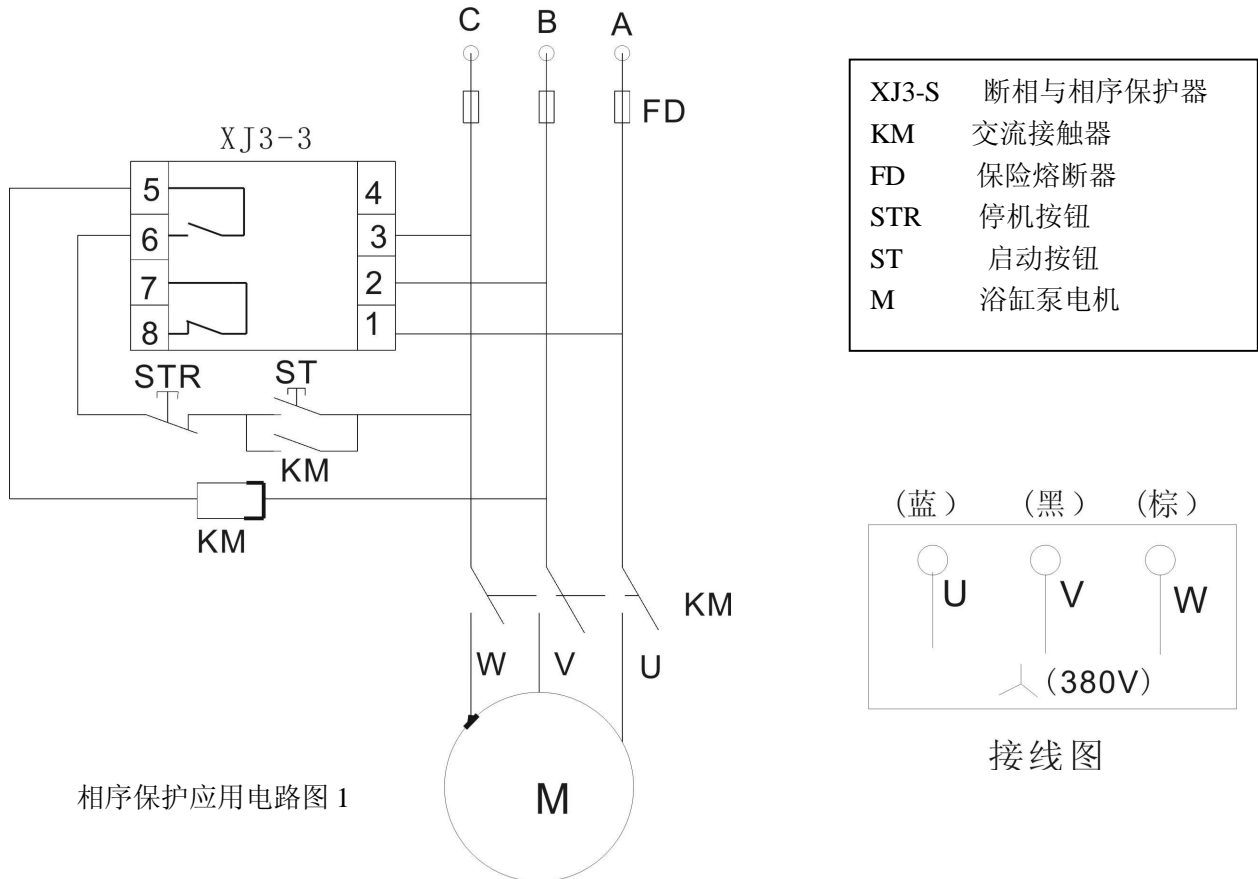 C B A
FD
XJ3-3
5 4
6 3
7 2
8 1
STR ST
KM
KM
KM
W V U
M
相序保护应用电路图 1
XJ3-S 断相与相序保护器
KM 交流接触器
FD 保险熔断器
STR 停机按钮
ST 启动按钮
M 浴缸泵电机
(蓝) (黑) (棕)
U V W
(380V)
接线图